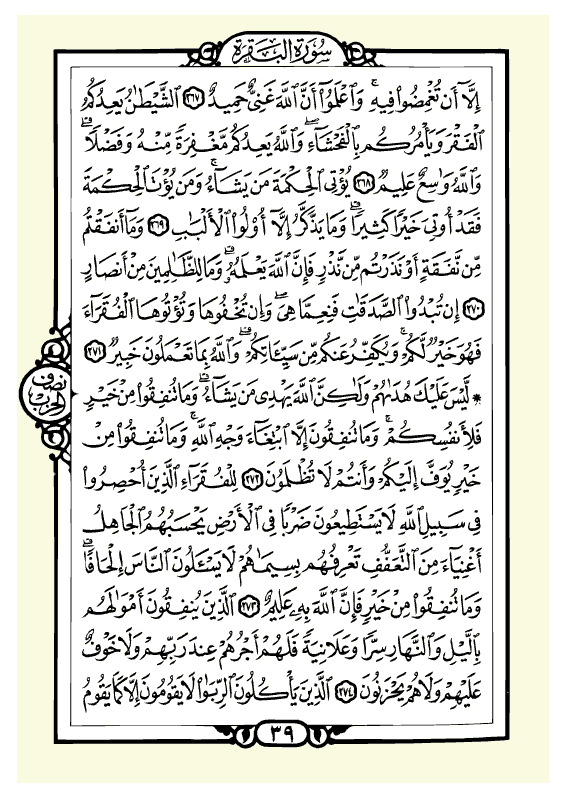 سورة البقرة
إِلَّآ أَن تُغْمِضُوا۟ فِيهِ ۚ وَٱعْلَمُوٓا۟ أَنَّ ٱللَّهَ غَنِىٌّ حَمِيدٌ ٢٦٧ ٱلشَّيْطَـٰنُ يَعِدُكُمُ
ٱلْفَقْرَ وَيَأْمُرُكُم بِٱلْفَحْشَآءِ ۖ وَٱللَّهُ يَعِدُكُم مَّغْفِرَةً مِّنْهُ وَفَضْلًا ۗ
وَٱللَّهُ وَٰسِعٌ عَلِيمٌ ٢٦٨ يُؤْتِى ٱلْحِكْمَةَ مَن يَشَآءُ ۚ وَمَن يُؤْتَ ٱلْحِكْمَةَ
فَقَدْ أُوتِىَ خَيْرًا كَثِيرًا ۗ وَمَا يَذَّكَّرُ إِلَّآ أُو۟لُوا۟ ٱلْأَلْبَـٰبِ ٢٦٩ وَمَآ أَنفَقْتُم
مِّن نَّفَقَةٍ أَوْ نَذَرْتُم مِّن نَّذْرٍ فَإِنَّ ٱللَّهَ يَعْلَمُهُۥ ۗ وَمَا لِلظَّـٰلِمِينَ مِنْ أَنصَارٍ
٢٧٠ إِن تُبْدُوا۟ ٱلصَّدَقَـٰتِ فَنِعِمَّا هِىَ ۖ وَإِن تُخْفُوهَا وَتُؤْتُوهَا ٱلْفُقَرَآءَ
فَهُوَ خَيْرٌ لَّكُمْ ۚ وَيُكَفِّرُ عَنكُم مِّن سَيِّـَٔاتِكُمْ ۗ وَٱللَّهُ بِمَا تَعْمَلُونَ خَبِيرٌ ٢٧١
* لَّيْسَ عَلَيْكَ هُدَىٰهُمْ وَلَـٰكِنَّ ٱللَّهَ يَهْدِى مَن يَشَآءُ ۗ وَمَا تُنفِقُوا۟ مِنْ خَيْرٍ
نصف الحزب
فَلِأَنفُسِكُمْ ۚ وَمَا تُنفِقُونَ إِلَّا ٱبْتِغَآءَ وَجْهِ ٱللَّهِ ۚ وَمَا تُنفِقُوا۟ مِنْ
خَيْرٍ يُوَفَّ إِلَيْكُمْ وَأَنتُمْ لَا تُظْلَمُونَ ٢٧٢ لِلْفُقَرَآءِ ٱلَّذِينَ أُحْصِرُوا۟
فِى سَبِيلِ ٱللَّهِ لَا يَسْتَطِيعُونَ ضَرْبًا فِى ٱلْأَرْضِ يَحْسَبُهُمُ ٱلْجَاهِلُ
أَغْنِيَآءَ مِنَ ٱلتَّعَفُّفِ تَعْرِفُهُم بِسِيمَـٰهُمْ لَا يَسْـَٔلُونَ ٱلنَّاسَ إِلْحَافًا ۗ
وَمَا تُنفِقُوا۟ مِنْ خَيْرٍ فَإِنَّ ٱللَّهَ بِهِۦ عَلِيمٌ ٢٧٣ ٱلَّذِينَ يُنفِقُونَ أَمْوَٰلَهُم
بِٱلَّيْلِ وَٱلنَّهَارِ سِرًّا وَعَلَانِيَةً فَلَهُمْ أَجْرُهُمْ عِندَ رَبِّهِمْ وَلَا خَوْفٌ
عَلَيْهِمْ وَلَا هُمْ يَحْزَنُونَ ٢٧٤ ٱلَّذِينَ يَأْكُلُونَ ٱلرِّبَوٰا۟ لَا يَقُومُونَ إِلَّا كَمَا يَقُومُ
٣٩